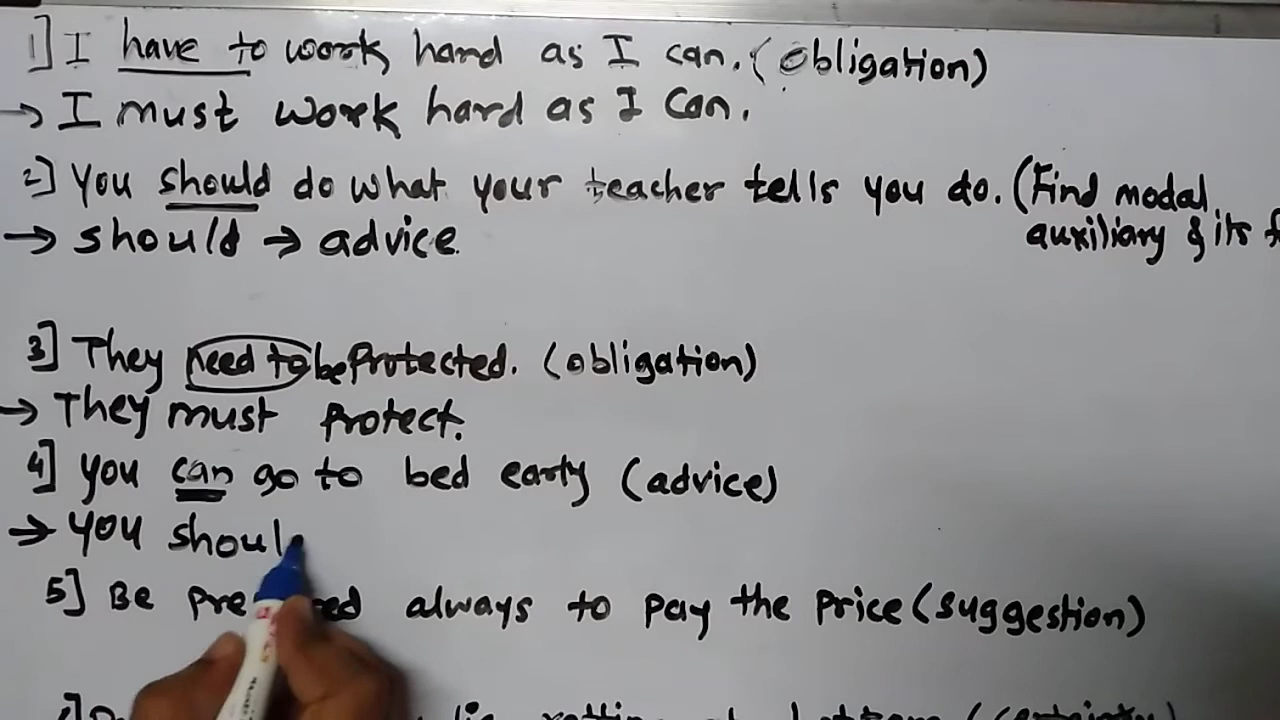 1] I have to work hard as I can. (obligation)
→ I must work hard as I can.
2] You should do what your teacher tells you do. (Find modal
auxiliary & its
→ should → advice
3] They need to be protected. (obligation)
→ They must protect.
4] you can go to bed early (advice)
→ you shoul
5] Be always to pay the price (suggestion)